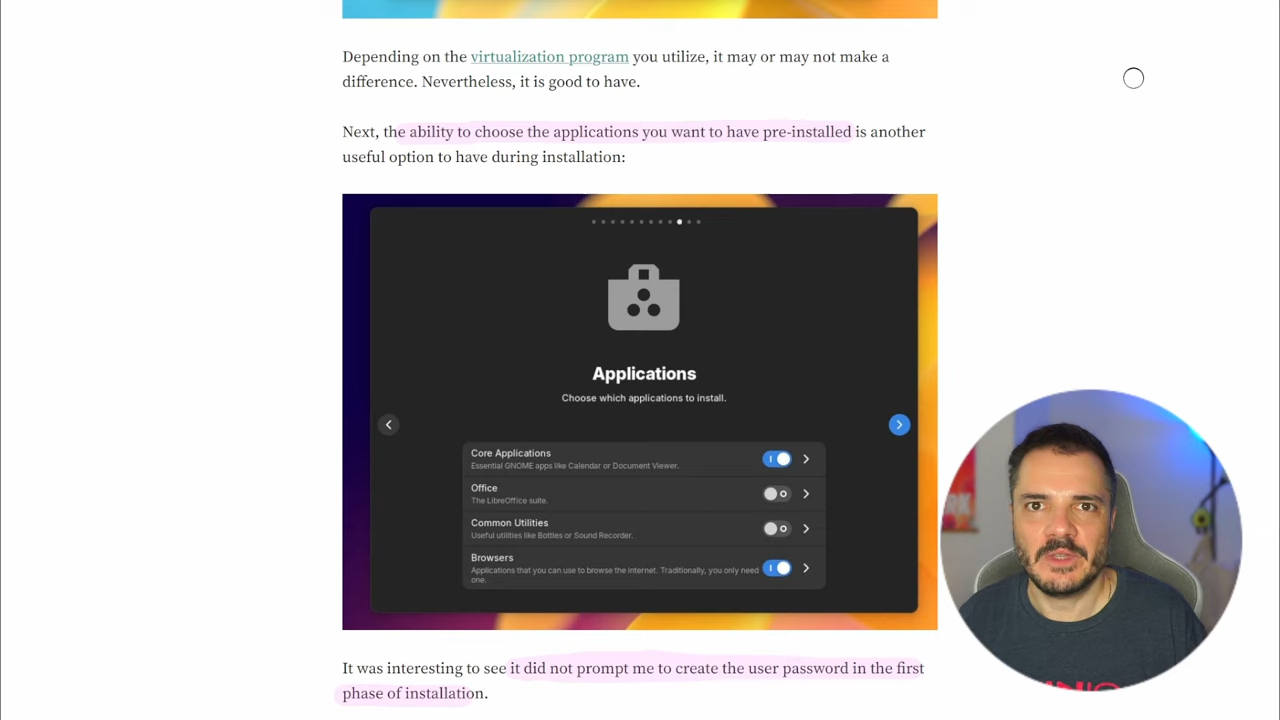 Depending on the virtualization program you utilize, it may or may not make a
difference. Nevertheless, it is good to have.
Next, the ability to choose the applications you want to have pre-installed is another
useful option to have during installation:
Applications
Choose which applications to install.
Core Applications
Essential GNOME apps like Calendar or Document Viewer.
Office
The LibreOffice suite.
Common Utilities
Useful utilities like Bottles or Sound Recorder.
Browsers
Applications that you can use to browse the internet. Traditionally, you only need
one.
It was interesting to see it did not prompt me to create the user password in the first
phase of installation.